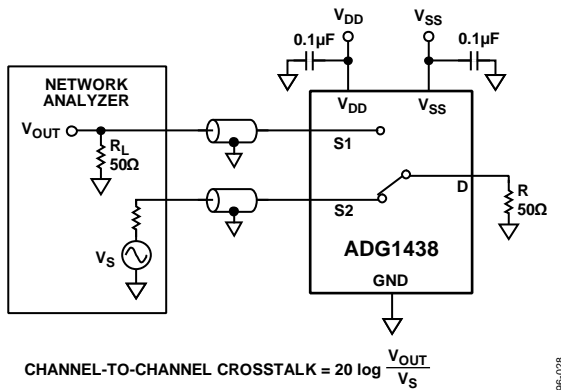 V_DD
V_SS
0.1µF
0.1µF
NETWORK
ANALYZER
V_DD
V_SS
V_OUT
R_L
50Ω
S1
S2
D
R
50Ω
V_S
ADG1438
GND
CHANNEL-TO-CHANNEL CROSSTALK = 20 log V_OUT / V_S